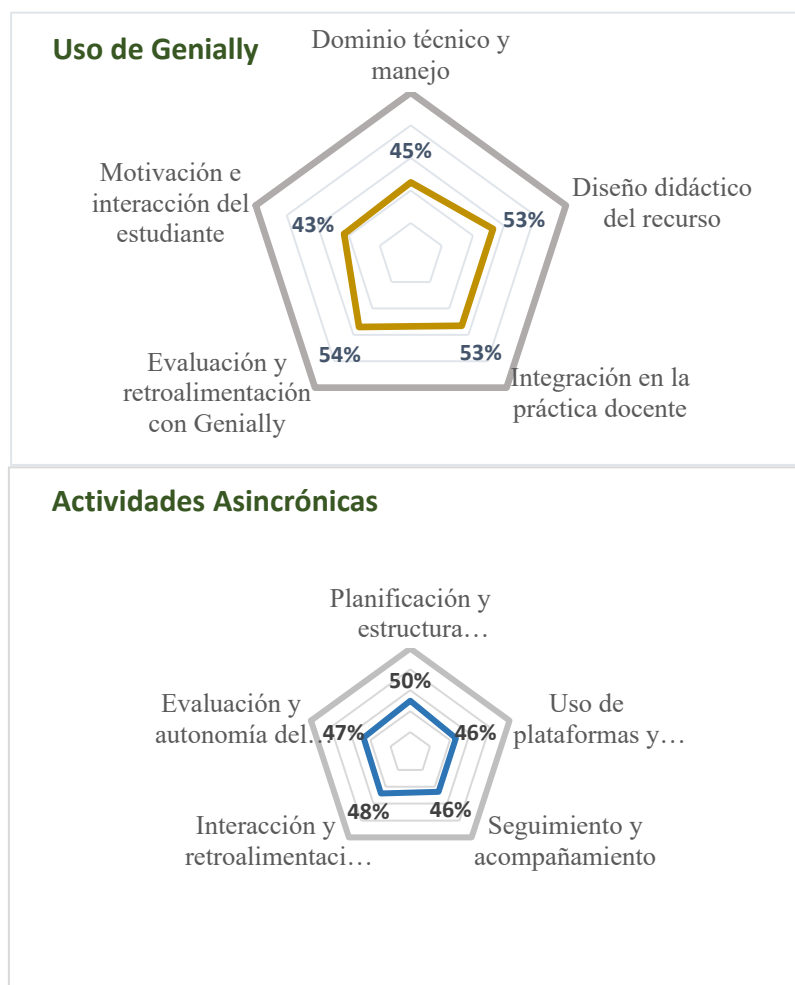 Uso de Genially
Dominio técnico y
manejo
45%
Motivación e
interacción del
estudiante
43%
Diseño didáctico
del recurso
53%
Evaluación y
retroalimentación
con Genially
54%
53%
Integración en la
práctica docente
Actividades Asincrónicas
Planificación y
estructura…
50%
Evaluación y
autonomía del…
47%
46%
Uso de
plataformas y…
Interacción y
retroalimentaci…
48%
46%
Seguimiento y
acompañamiento